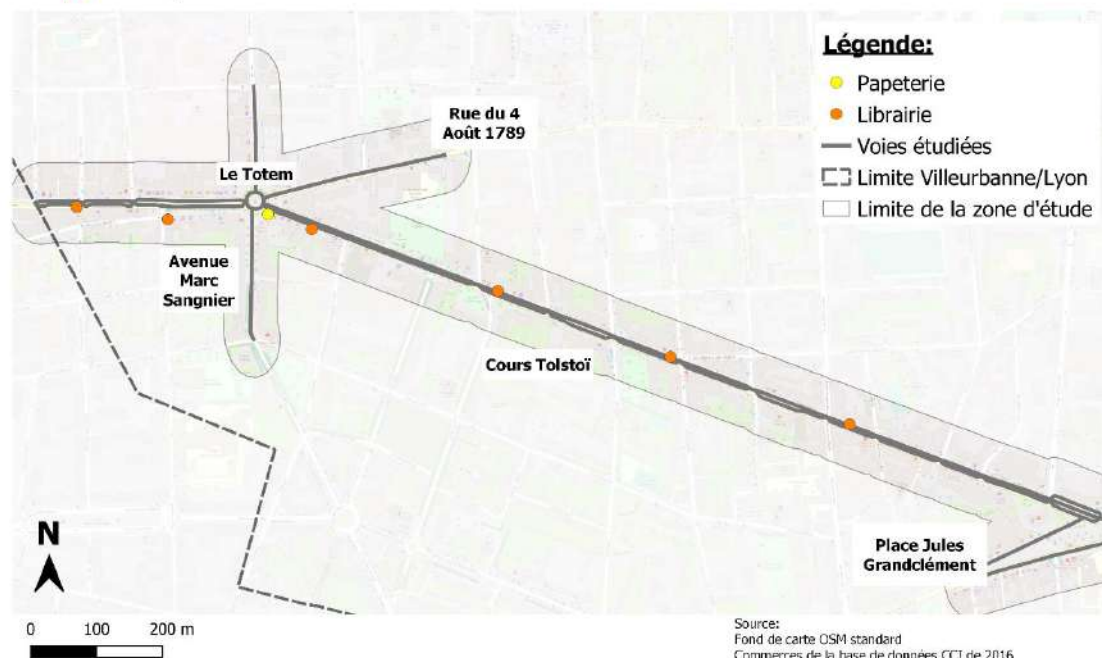 Légende:
Papeterie
Librairie
Voies étudiées
Limite Villeurbanne/Lyon
Limite de la zone d'étude
Rue du 4
Août 1789
Le Totem
Avenue
Marc
Sangnier
Cours Tolstoï
Place Jules
Grandclément
N
0 100 200 m
Source:
Fond de carte OSM standard
Commerces de la base de données CCI de 2016